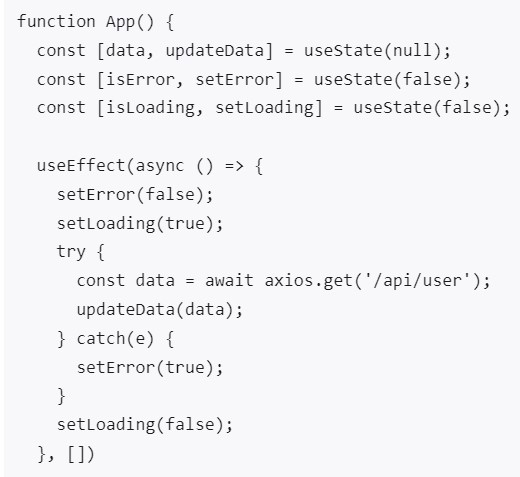 function App() {
  const [data, updateData] = useState(null);
  const [isError, setError] = useState(false);
  const [isLoading, setLoading] = useState(false);

  useEffect(async () => {
    setError(false);
    setLoading(true);
    try {
      const data = await axios.get('/api/user');
      updateData(data);
    } catch(e) {
      setError(true);
    }
    setLoading(false);
  }, [])